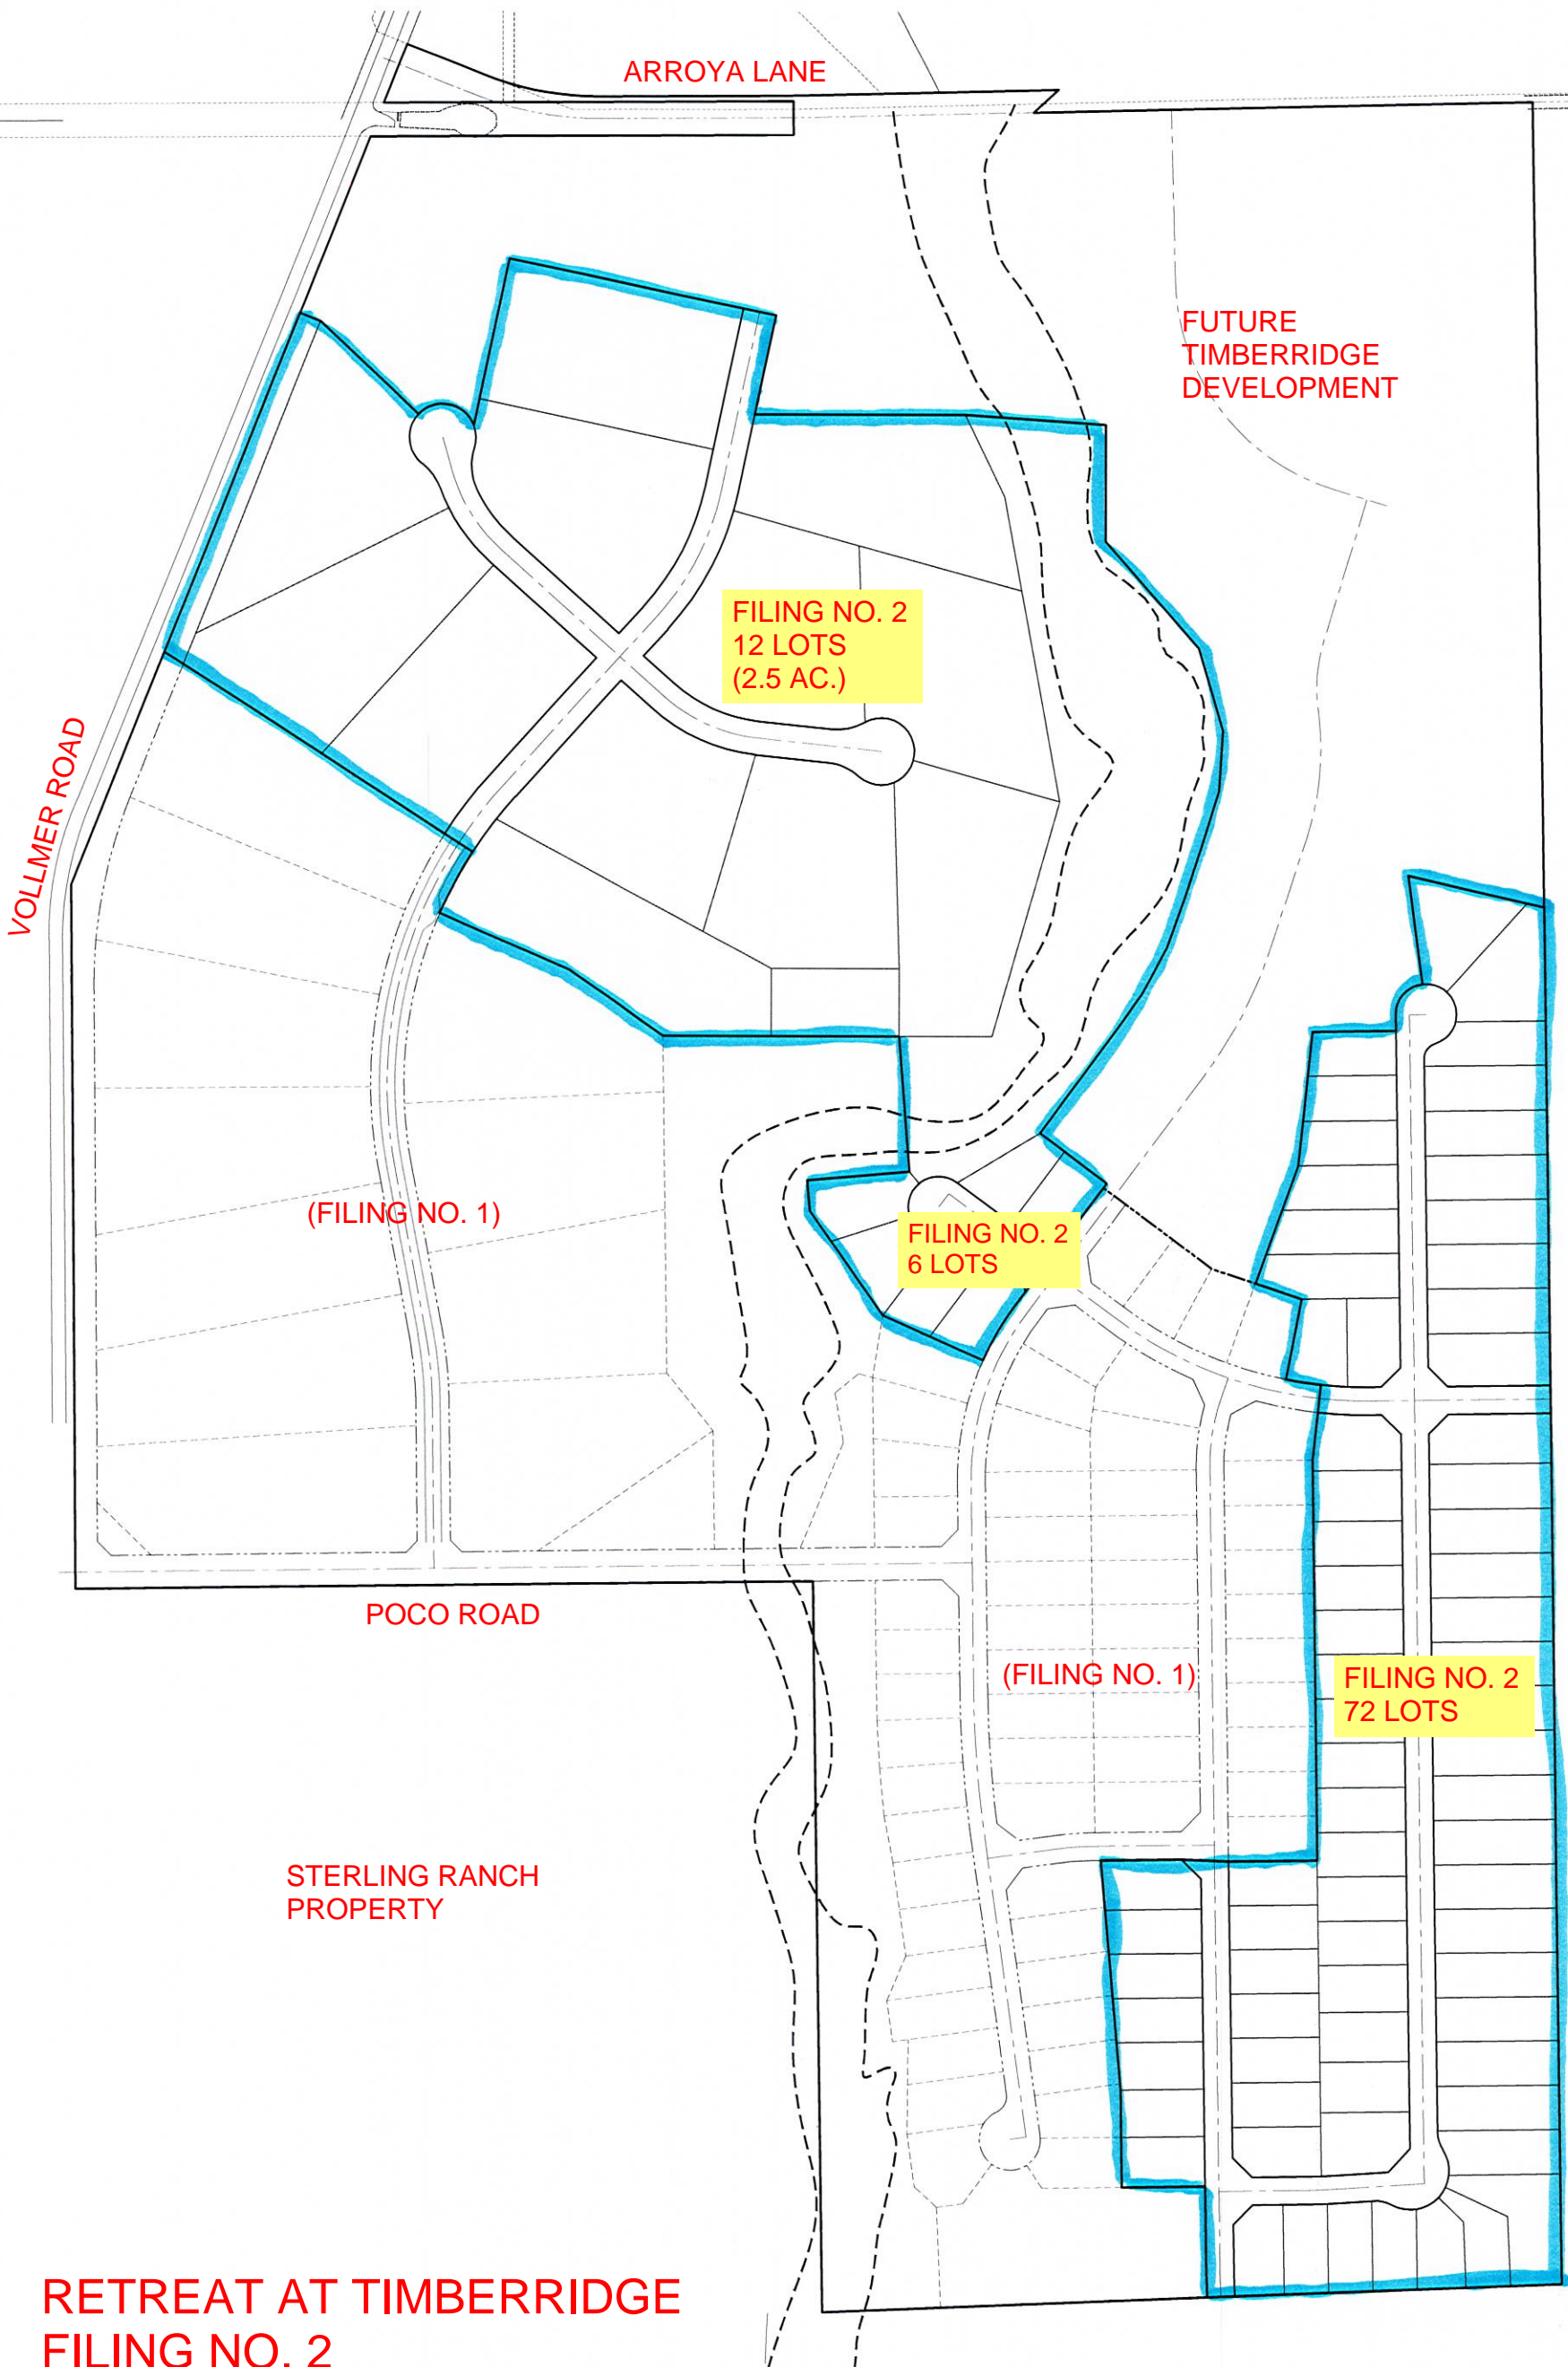 ARROYA LANE
FUTURE
TIMBERRIDGE
DEVELOPMENT
FILING NO. 2
12 LOTS
(2.5 AC.)
VOLLMER ROAD
(FILING NO. 1)
FILING NO. 2
6 LOTS
POCO ROAD
(FILING NO. 1)
FILING NO. 2
72 LOTS
STERLING RANCH
PROPERTY
RETREAT AT TIMBERRIDGE
FILING NO. 2